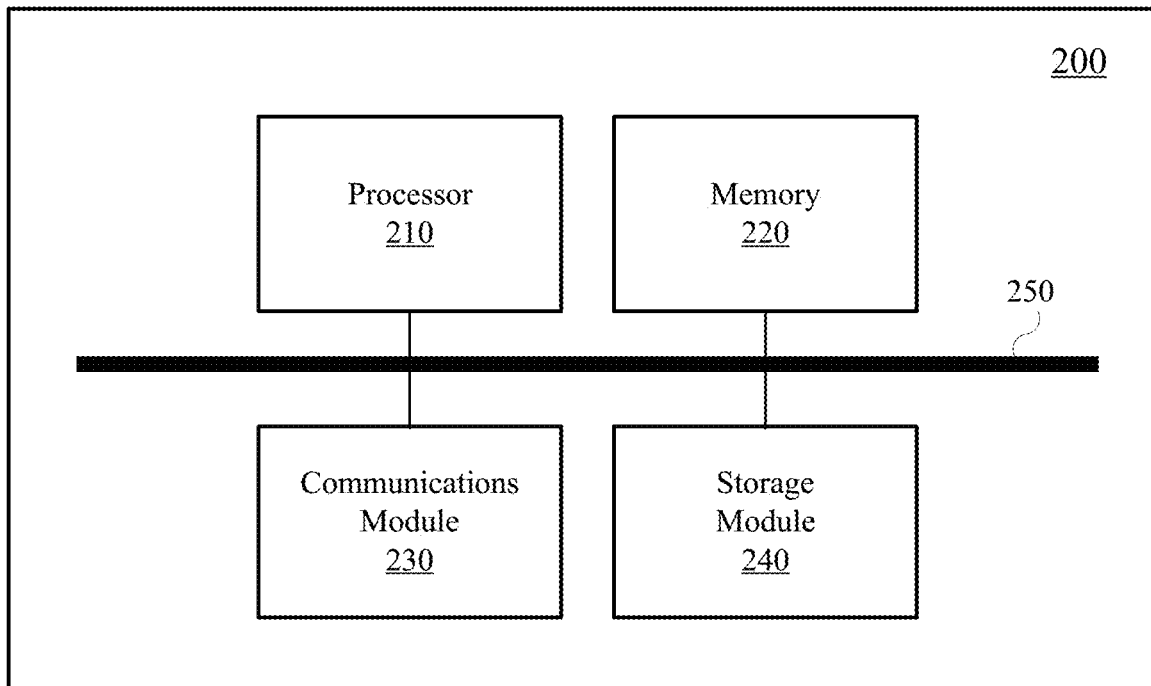 200
Processor
210
Memory
220
250
Communications
Module
230
Storage
Module
240